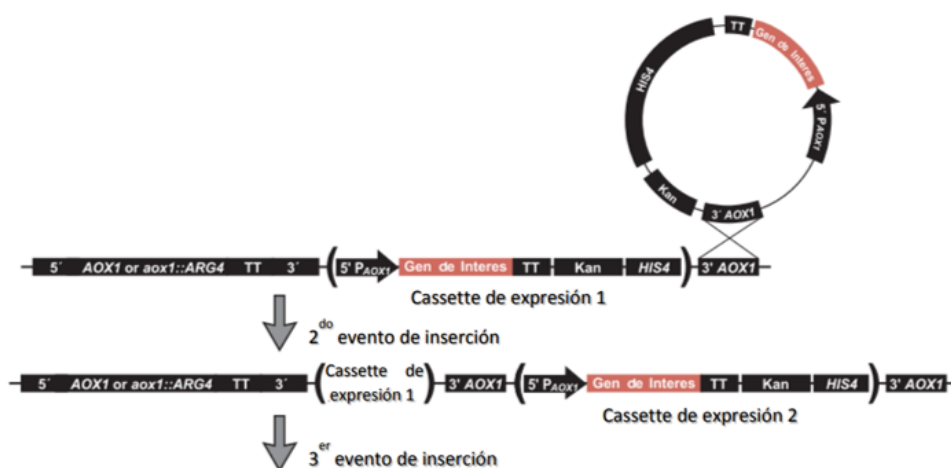 TT
Gen de Interes
HIS4
5´ PAOX1
Kan
3´ AOX1
5´ AOX1 or aox1::ARG4 TT 3´ ( 5' PAOX1 Gen de Interes TT Kan HIS4 ) 3' AOX1
Cassette de expresión 1
2do evento de inserción
5´ AOX1 or aox1::ARG4 TT 3´ (Cassette de expresión 1) 3' AOX1 ( 5' PAOX1 Gen de Interes TT Kan HIS4 ) 3' AOX1
Cassette de expresión 2
3er evento de inserción